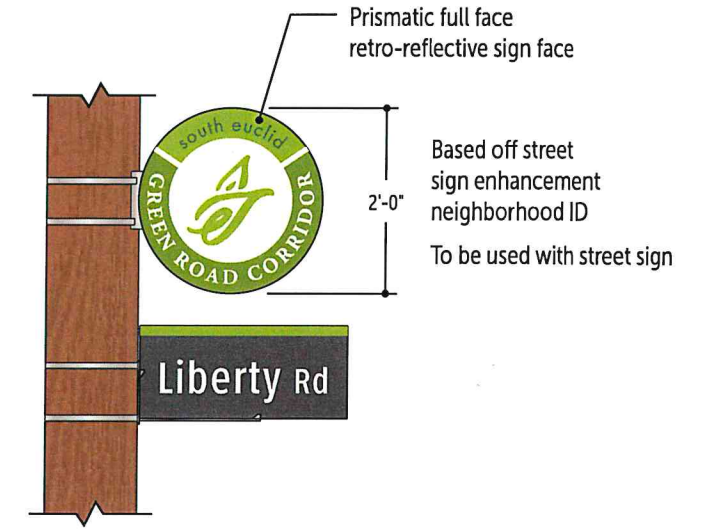 Prismatic full face
retro-reflective sign face
south euclid
GREEN ROAD CORRIDOR
2'-0"
Based off street
sign enhancement
neighborhood ID
To be used with street sign
Liberty Rd